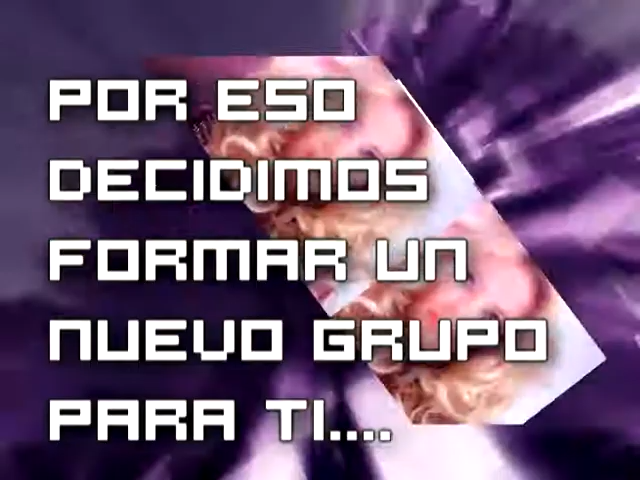 POR ESO
DECIDIMOS
FORMAR UN
NUEVO GRUPO
PARA TI....